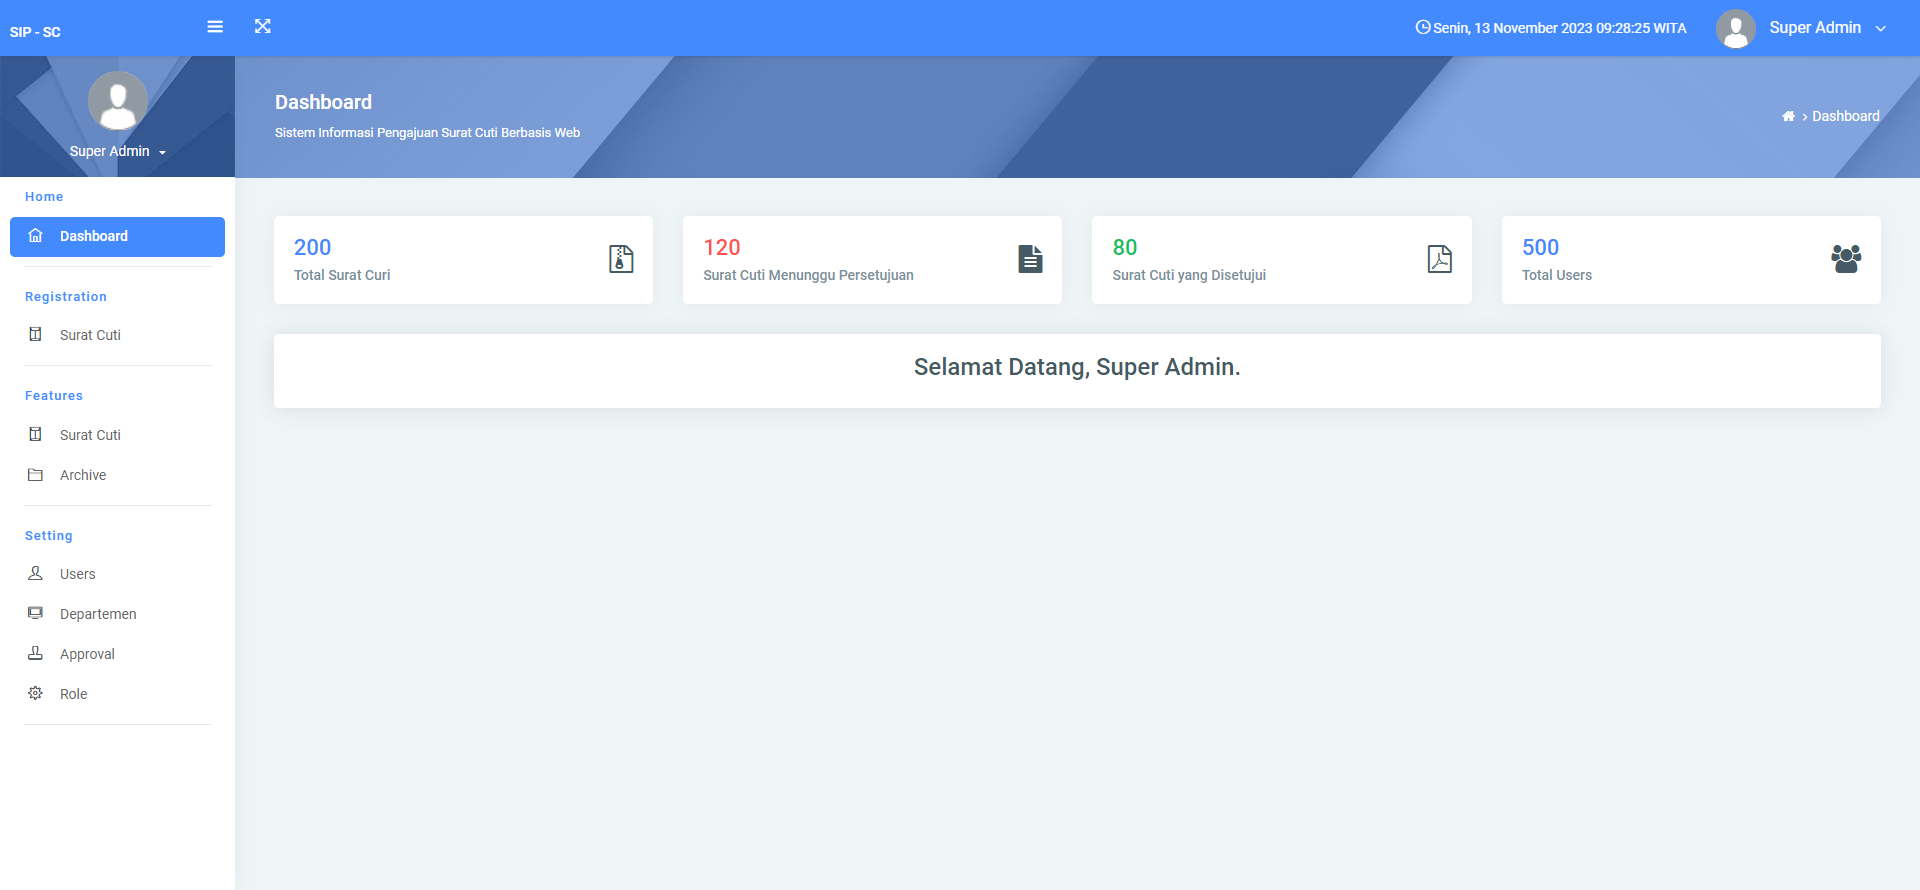 SIP - SC
Senin, 13 November 2023 09:28:25 WITA
Super Admin
Super Admin
Home
Dashboard
Registration
Surat Cuti
Features
Surat Cuti
Archive
Setting
Users
Departemen
Approval
Role
Dashboard
Sistem Informasi Pengajuan Surat Cuti Berbasis Web
› Dashboard
200
Total Surat Curi
120
Surat Cuti Menunggu Persetujuan
80
Surat Cuti yang Disetujui
500
Total Users
Selamat Datang, Super Admin.